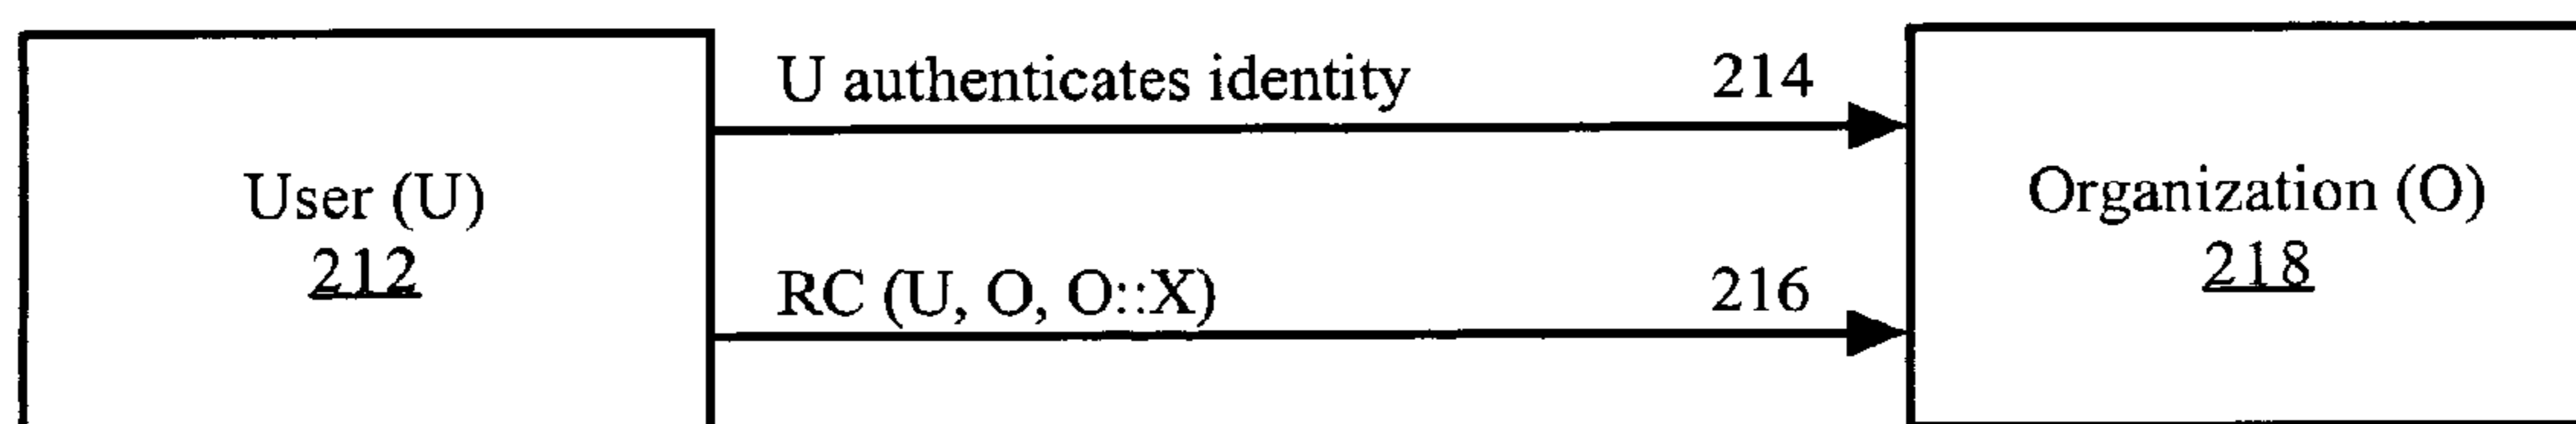 U authenticates identity 214
User (U)
212
Organization (O)
218
RC (U, O, O::X) 216